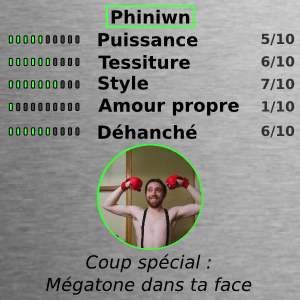 Phiniwn
Puissance 5/10
Tessiture 6/10
Style 7/10
Amour propre 1/10
Déhanché 6/10
Coup spécial :
Mégatone dans ta face